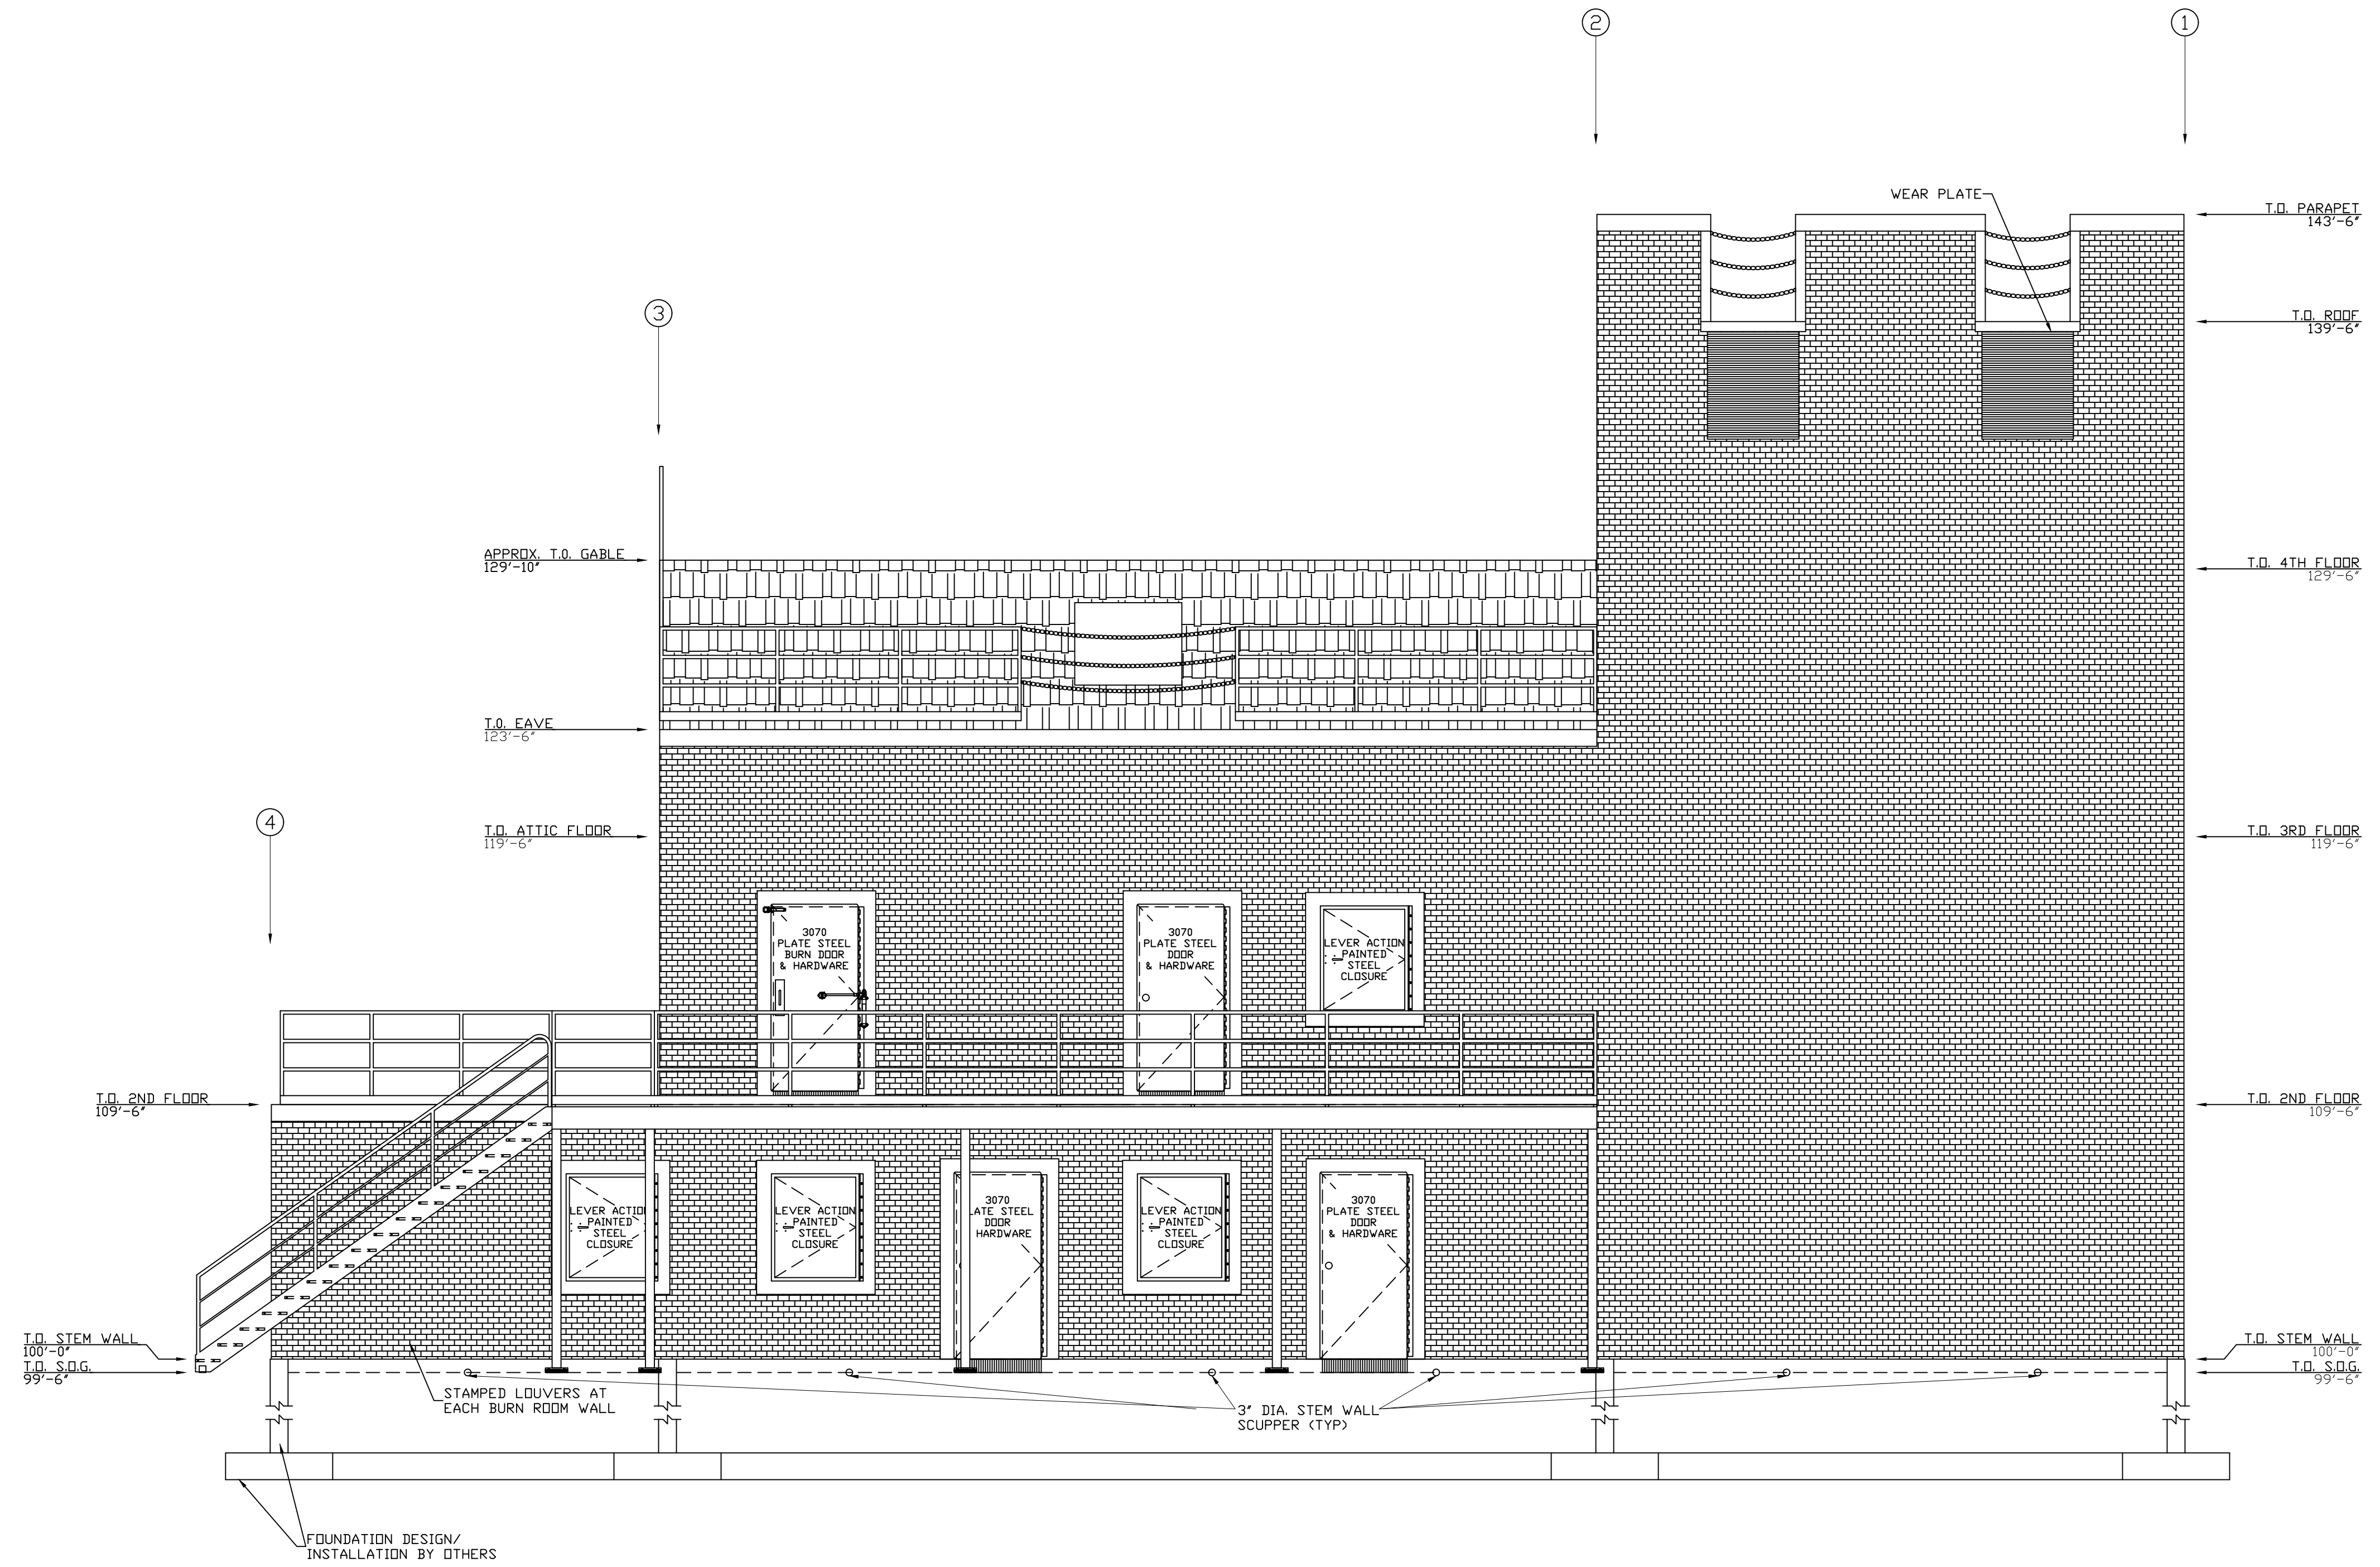 2
1
WEAR PLATE
T.O. PARAPET
143'-6"
3
T.O. ROOF
139'-6"
APPROX. T.O. GABLE
129'-10"
T.O. 4TH FLOOR
129'-6"
T.O. EAVE
123'-6"
4
T.O. ATTIC FLOOR
119'-6"
T.O. 3RD FLOOR
119'-6"
3070
PLATE STEEL
BURN DOOR
& HARDWARE
3070
PLATE STEEL
DOOR
& HARDWARE
LEVER ACTION
PAINTED
STEEL
CLOSURE
T.O. 2ND FLOOR
109'-6"
T.O. 2ND FLOOR
109'-6"
LEVER ACTION
PAINTED
STEEL
CLOSURE
LEVER ACTION
PAINTED
STEEL
CLOSURE
3070
LATE STEEL
DOOR
HARDWARE
LEVER ACTION
PAINTED
STEEL
CLOSURE
3070
PLATE STEEL
DOOR
& HARDWARE
T.O. STEM WALL
100'-0"
T.O. S.O.G.
99'-6"
T.O. STEM WALL
100'-0"
T.O. S.O.G.
99'-6"
STAMPED LOUVERS AT
EACH BURN ROOM WALL
3" DIA. STEM WALL
SCUPPER (TYP)
FOUNDATION DESIGN/
INSTALLATION BY OTHERS